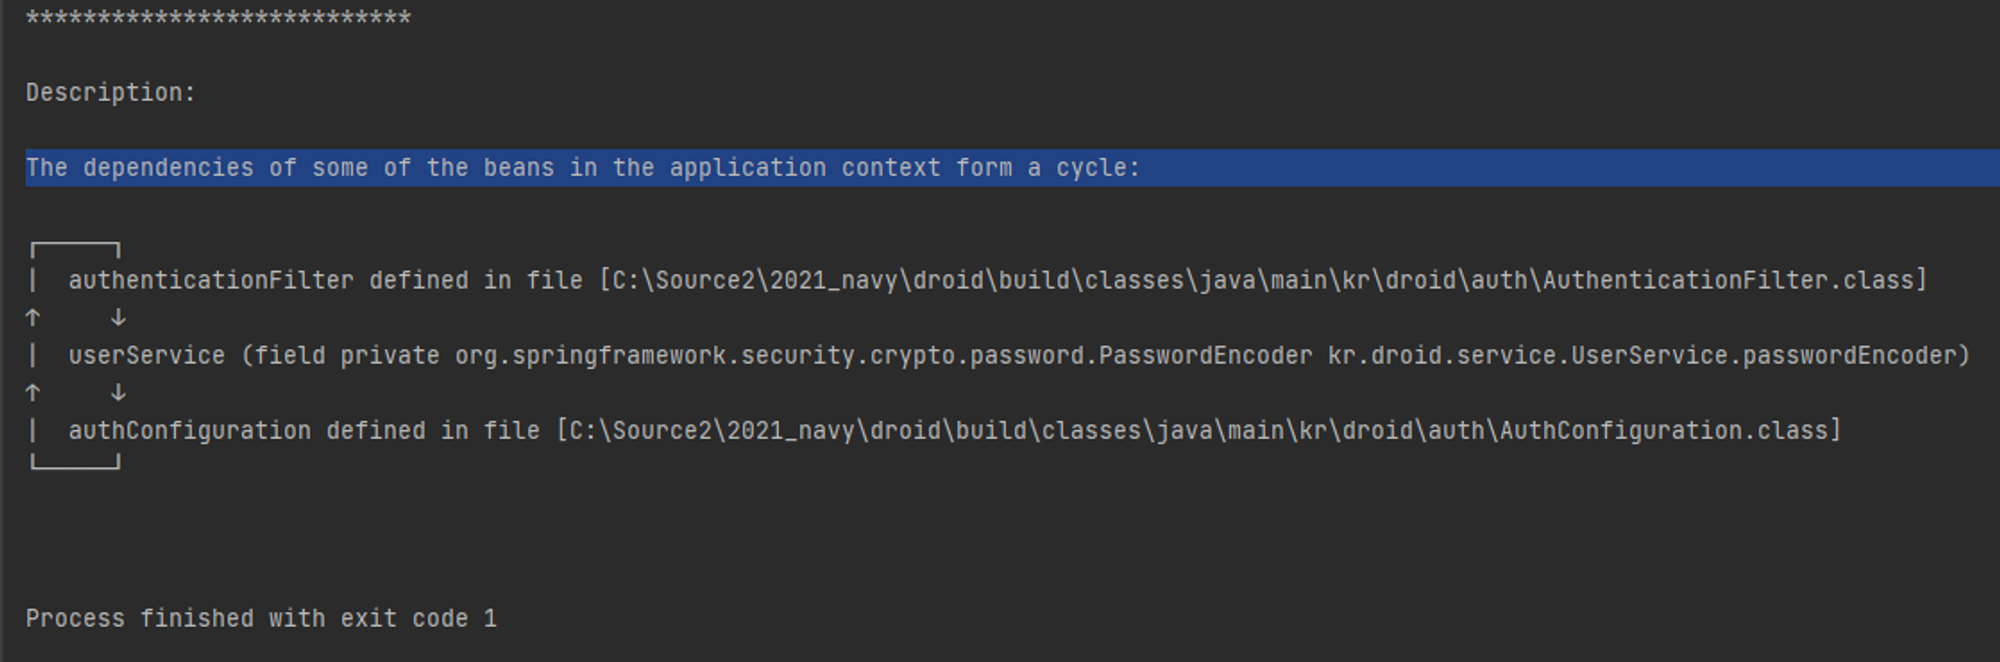 ***************************
Description:
The dependencies of some of the beans in the application context form a cycle:
┌─────┐
|  authenticationFilter defined in file [C:\Source2\2021_navy\droid\build\classes\java\main\kr\droid\auth\AuthenticationFilter.class]
↑     ↓
|  userService (field private org.springframework.security.crypto.password.PasswordEncoder kr.droid.service.UserService.passwordEncoder)
↑     ↓
|  authConfiguration defined in file [C:\Source2\2021_navy\droid\build\classes\java\main\kr\droid\auth\AuthConfiguration.class]
└─────┘
Process finished with exit code 1